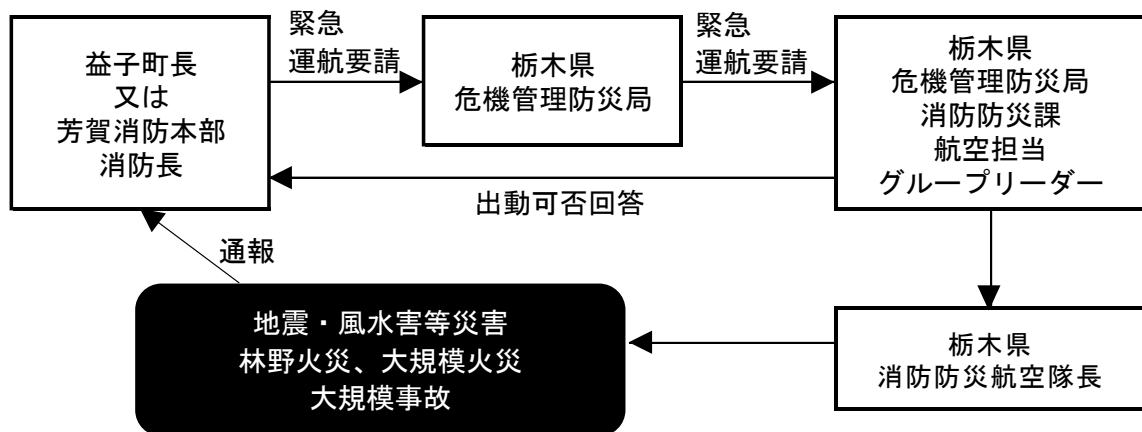 益子町長
又は
芳賀消防本部
消防長
緊急
運航要請
栃木県
危機管理防災局
緊急
運航要請
栃木県
危機管理防災局
消防防災課
航空担当
グループリーダー
出動可否回答
通報
地震・風水害等災害
林野火災、大規模火災
大規模事故
栃木県
消防防災航空隊長